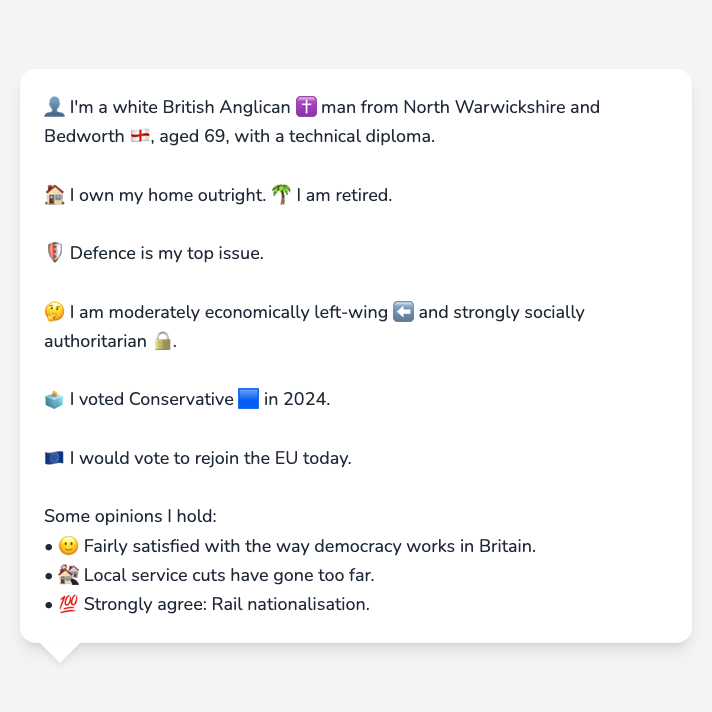 👤 I'm a white British Anglican ✝️ man from North Warwickshire and
Bedworth 🏴󠁧󠁢󠁥󠁮󠁧󠁿, aged 69, with a technical diploma.
🏠 I own my home outright. 🌴 I am retired.
🛡️ Defence is my top issue.
🤔 I am moderately economically left-wing ⬅️ and strongly socially
authoritarian 🔒.
🗳️ I voted Conservative 🟦 in 2024.
🇪🇺 I would vote to rejoin the EU today.
Some opinions I hold:
• 🙂 Fairly satisfied with the way democracy works in Britain.
• 🏚️ Local service cuts have gone too far.
• 💯 Strongly agree: Rail nationalisation.